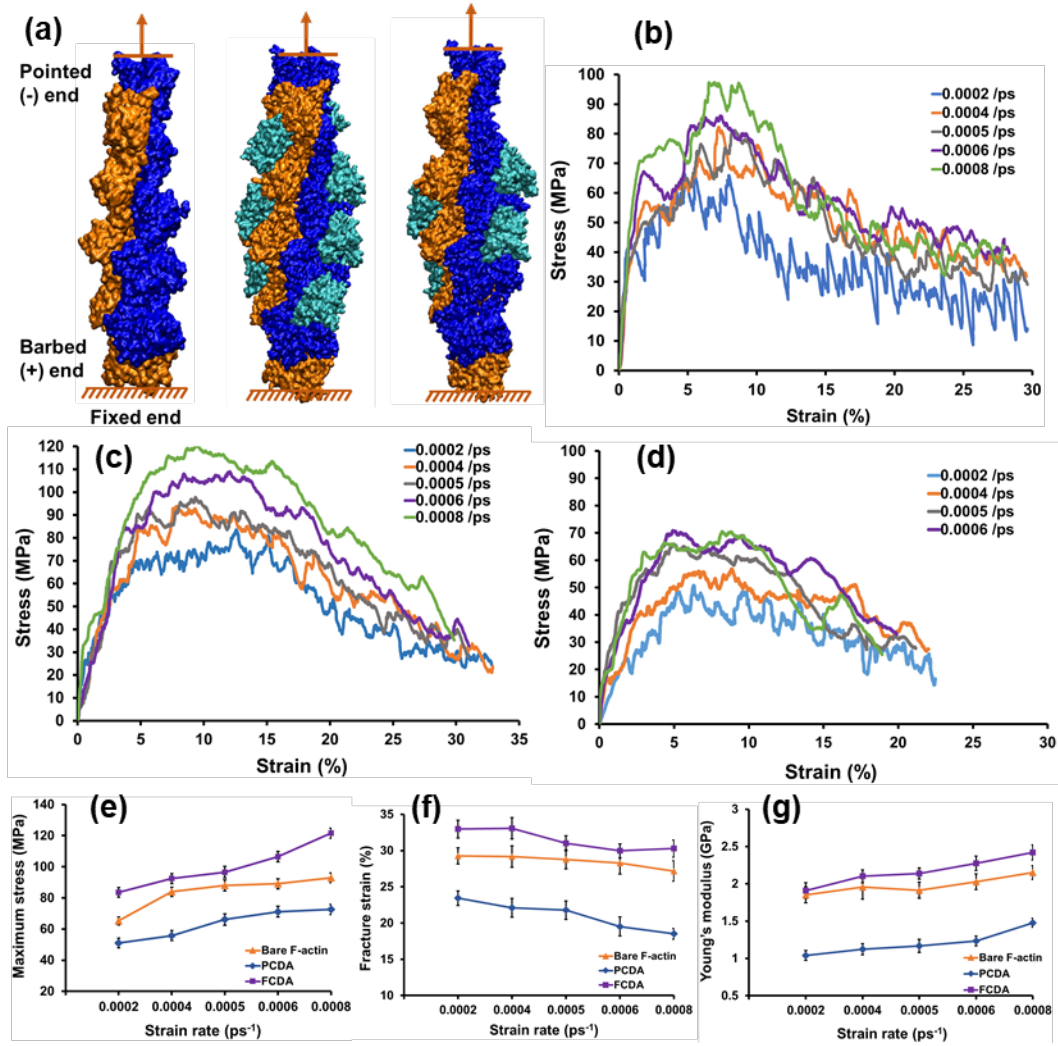 (a)
Pointed
(-) end
Barbed
(+) end
Fixed end
(b)
Stress (MPa)
100
90
80
70
60
50
40
30
20
10
0
0
5
10
15
20
25
30
Strain (%)
0.0002 /ps
0.0004 /ps
0.0005 /ps
0.0006 /ps
0.0008 /ps
(c)
Stress (MPa)
120
110
100
90
80
70
60
50
40
30
20
10
0
0
5
10
15
20
25
30
35
Strain (%)
0.0002 /ps
0.0004 /ps
0.0005 /ps
0.0006 /ps
0.0008 /ps
(d)
Stress (MPa)
100
90
80
70
60
50
40
30
20
10
0
0
5
10
15
20
25
30
Strain (%)
0.0002 /ps
0.0004 /ps
0.0005 /ps
0.0006 /ps
(e)
Maximum stress (MPa)
140
120
100
80
60
40
20
0.0002 0.0004 0.0005 0.0006 0.0008
Strain rate (ps⁻¹)
Bare F-actin
PCDA
FCDA
(f)
Fracture strain (%)
35
30
25
20
15
10
0.0002 0.0004 0.0005 0.0006 0.0008
Strain rate (ps⁻¹)
Bare F-actin
PCDA
FCDA
(g)
Young's modulus (GPa)
3
2.5
2
1.5
1
0.5
0.0002 0.0004 0.0005 0.0006 0.0008
Strain rate (ps⁻¹)
Bare F-actin
PCDA
FCDA